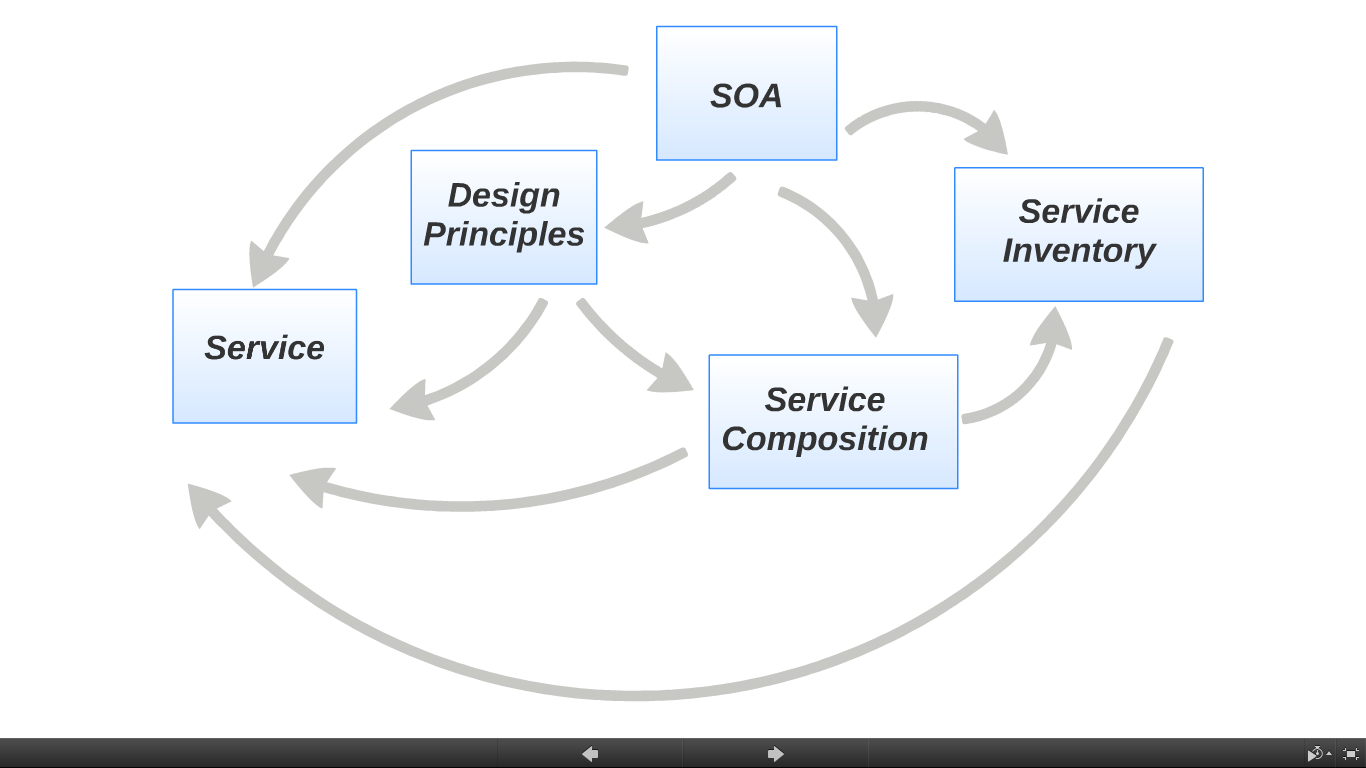 SOA
Design
Principles
Service
Inventory
Service
Service
Composition